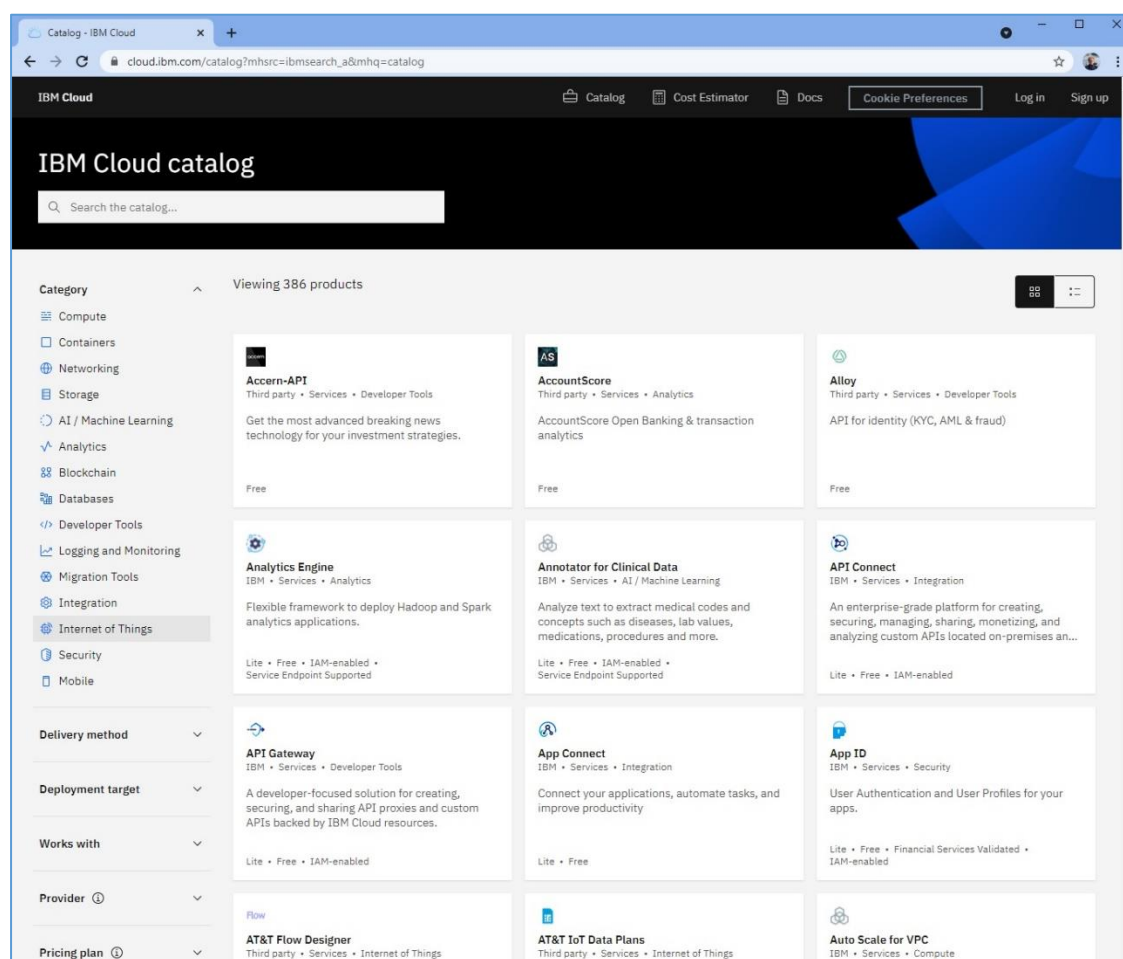 Catalog - IBM Cloud
cloud.ibm.com/catalog?mhsrc=ibmsearch_a&mhq=catalog
IBM Cloud
Catalog
Cost Estimator
Docs
Cookie Preferences
Log in
Sign up
IBM Cloud catalog
Search the catalog...
Category
Compute
Containers
Networking
Storage
AI / Machine Learning
Analytics
Blockchain
Databases
Developer Tools
Logging and Monitoring
Migration Tools
Integration
Internet of Things
Security
Mobile
Delivery method
Deployment target
Works with
Provider
Pricing plan
Viewing 386 products
accern
Accern-API
Third party • Services • Developer Tools
Get the most advanced breaking news
technology for your investment strategies.
Free
AS
AccountScore
Third party • Services • Analytics
AccountScore Open Banking & transaction
analytics
Free
Alloy
Third party • Services • Developer Tools
API for identity (KYC, AML & fraud)
Free
Analytics Engine
IBM • Services • Analytics
Flexible framework to deploy Hadoop and Spark
analytics applications.
Lite • Free • IAM-enabled •
Service Endpoint Supported
Annotator for Clinical Data
IBM • Services • AI / Machine Learning
Analyze text to extract medical codes and
concepts such as diseases, lab values,
medications, procedures and more.
Lite • Free • IAM-enabled •
Service Endpoint Supported
API Connect
IBM • Services • Integration
An enterprise-grade platform for creating,
securing, managing, sharing, monetizing, and
analyzing custom APIs located on-premises an...
Lite • Free • IAM-enabled
API Gateway
IBM • Services • Developer Tools
A developer-focused solution for creating,
securing, and sharing API proxies and custom
APIs backed by IBM Cloud resources.
Lite • Free • IAM-enabled
App Connect
IBM • Services • Integration
Connect your applications, automate tasks, and
improve productivity
Lite • Free
App ID
IBM • Services • Security
User Authentication and User Profiles for your
apps.
Lite • Free • Financial Services Validated •
IAM-enabled
Flow
AT&T Flow Designer
Third party • Services • Internet of Things
AT&T IoT Data Plans
Third party • Services • Internet of Things
Auto Scale for VPC
IBM • Services • Compute